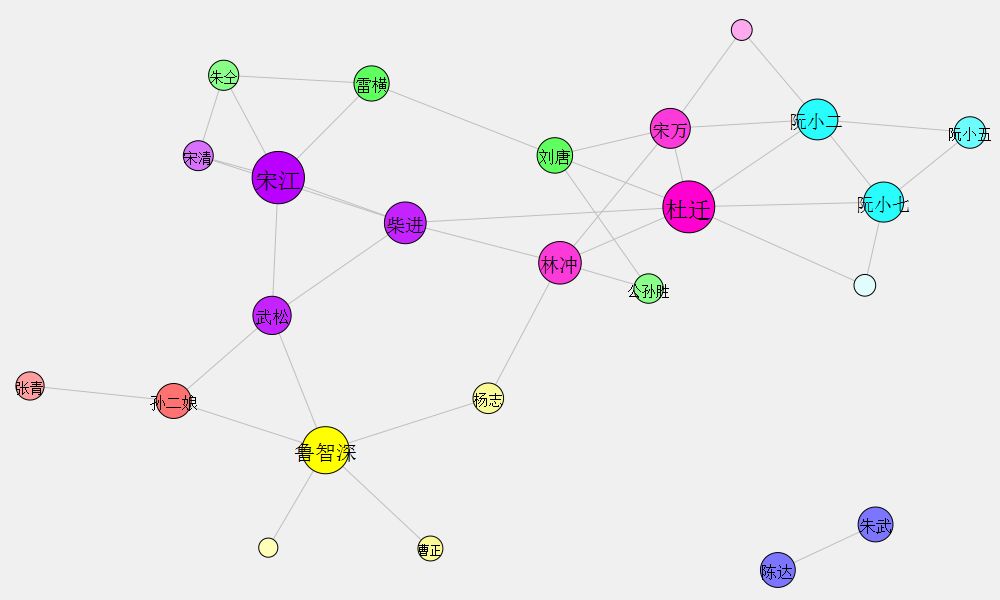 朱仝
雷横
阮小二
宋万
阮小五
宋清
刘唐
宋江
杜迁
阮小七
柴进
林冲
公孙胜
武松
张青
孙二娘
杨志
鲁智深
朱武
曹正
陈达